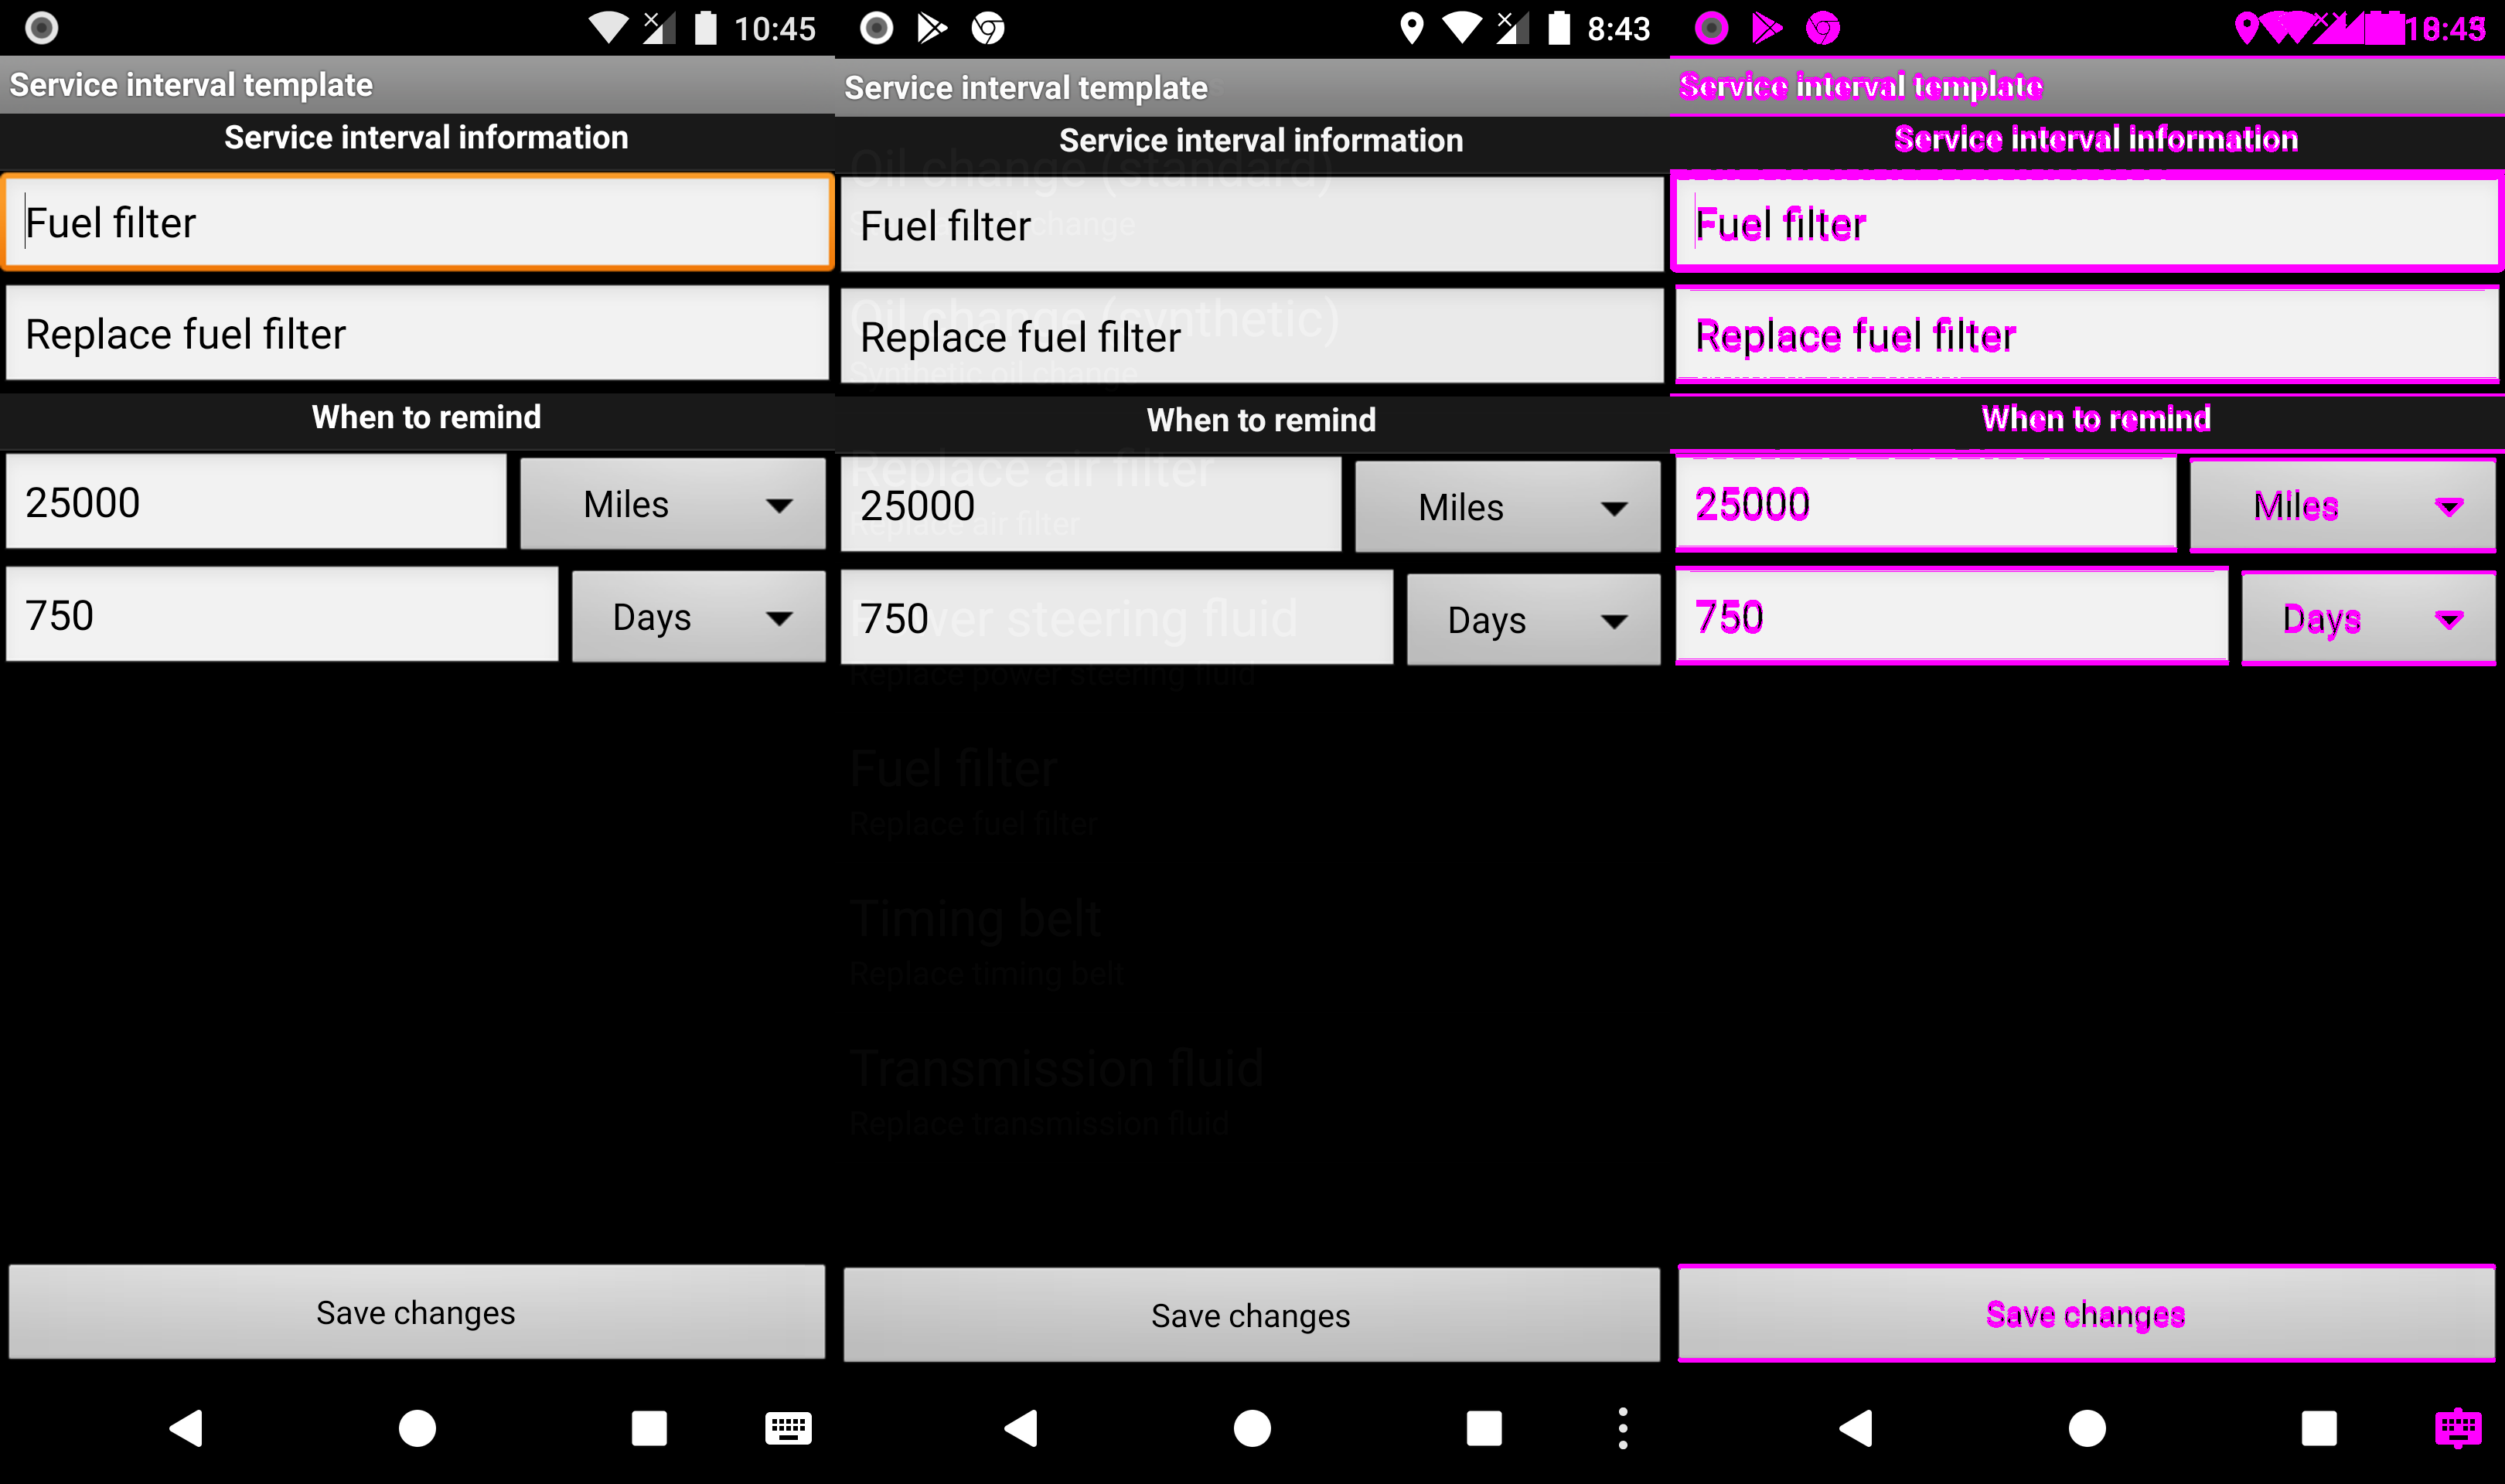 10:45
Service interval template
Service interval information
Fuel filter
Replace fuel filter
When to remind
25000
Miles
750
Days
Save changes
8:43
Service interval template
Service interval information
Oil change (standard)
Fuel filter
change
Oil change (synthetic)
Replace fuel filter
Synthetic oil change
When to remind
Replace air filter
25000
Miles
Replace air filter
Power steering fluid
750
Days
Replace power steering fluid
Fuel filter
Replace fuel filter
Timing belt
Replace timing belt
Transmission fluid
Replace transmission fluid
Save changes
Service interval template
Service interval information
Fuel filter
Replace fuel filter
When to remind
25000
Miles
750
Days
Save changes